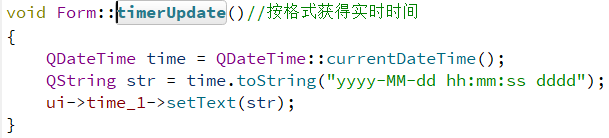 void Form::timerUpdate()//按格式获得实时时间
{
    QDateTime time = QDateTime::currentDateTime();
    QString str = time.toString("yyyy-MM-dd hh:mm:ss dddd");
    ui->time_1->setText(str);
}